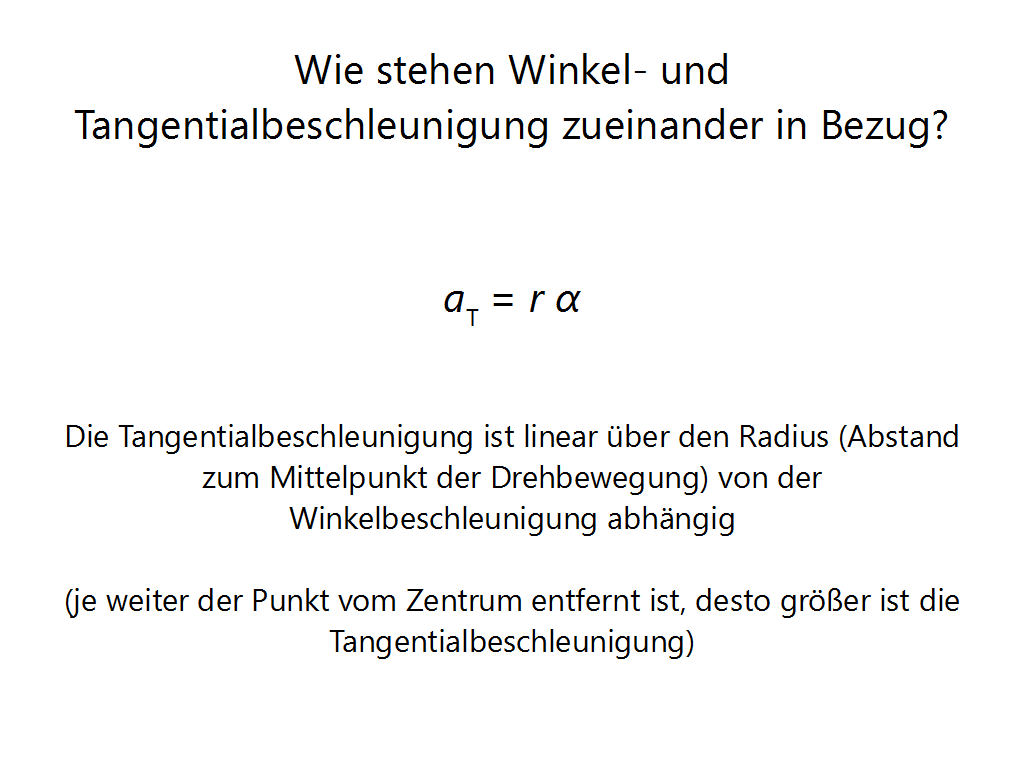 Wie stehen Winkel- und
Tangentialbeschleunigung zueinander in Bezug?
a_T = r α
Die Tangentialbeschleunigung ist linear über den Radius (Abstand
zum Mittelpunkt der Drehbewegung) von der
Winkelbeschleunigung abhängig
(je weiter der Punkt vom Zentrum entfernt ist, desto größer ist die
Tangentialbeschleunigung)